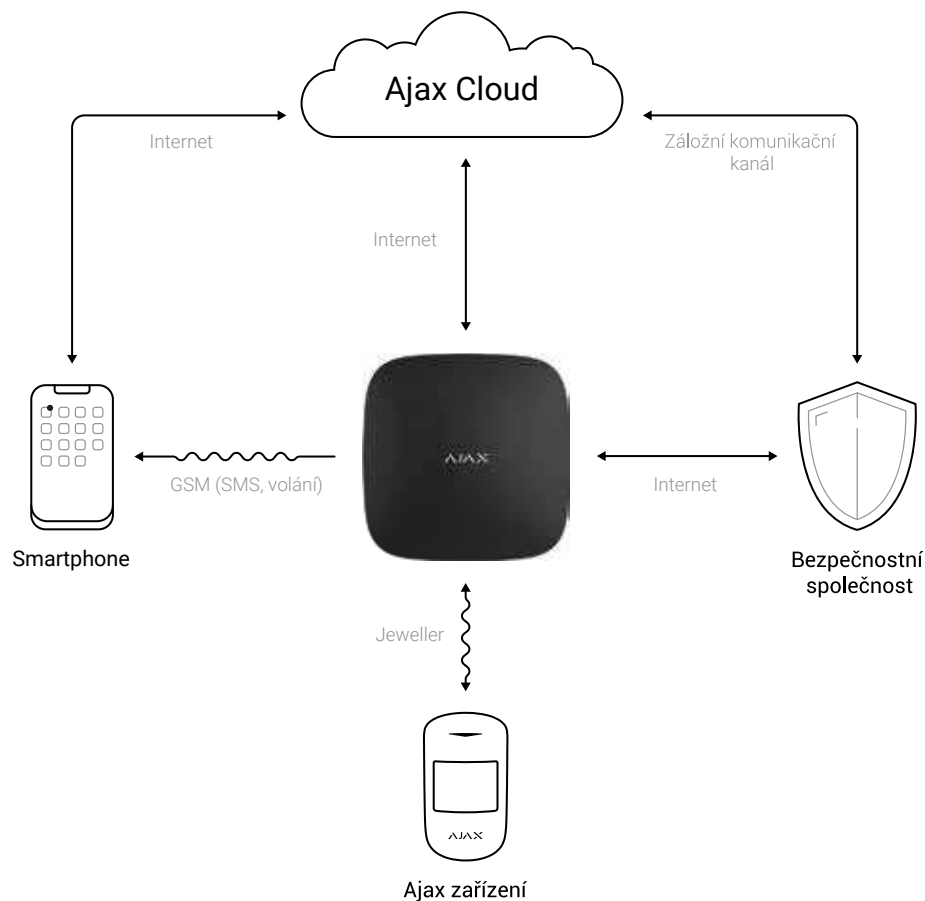 Ajax Cloud
Internet
Záložní komunikační
kanál
Internet
AJAX
GSM (SMS, volání)
Internet
Smartphone
Bezpečnostní
společnost
Jeweller
AJAX
Ajax zařízení